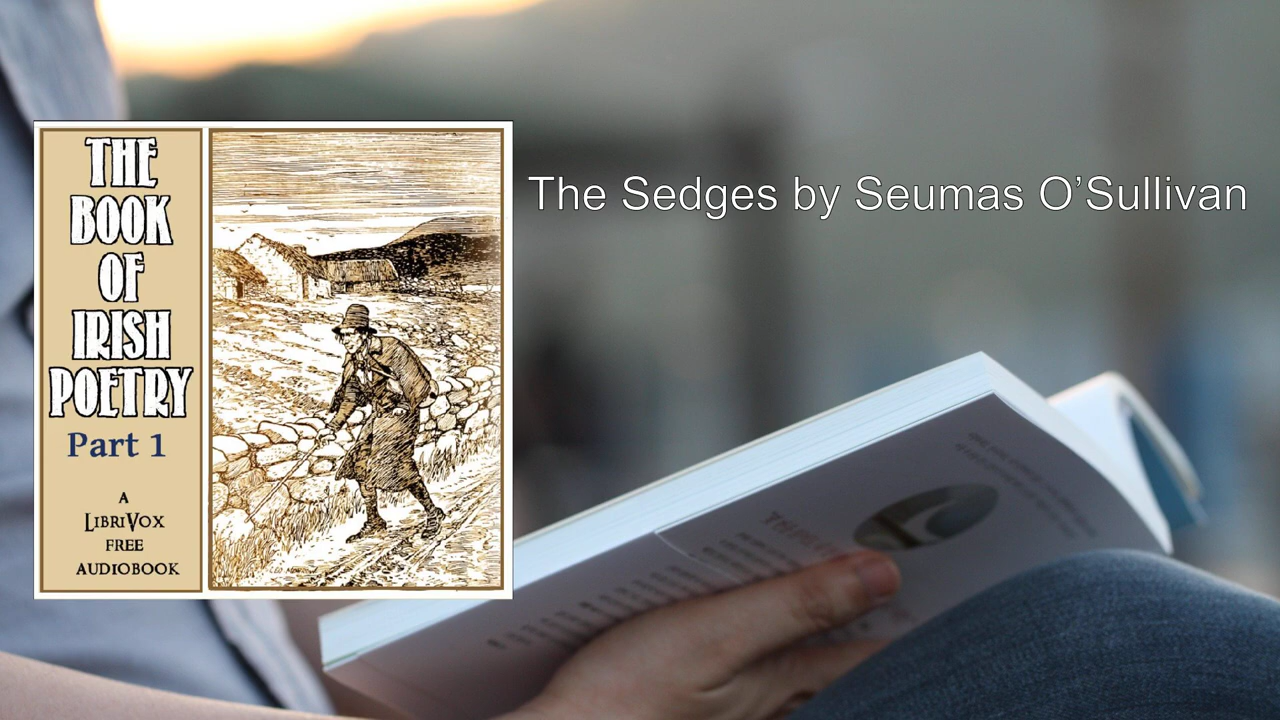 THE
BOOK
OF
IRISH
POETRY
Part 1
A
LIBRIVOX
FREE
AUDIOBOOK
The Sedges by Seumas O’Sullivan